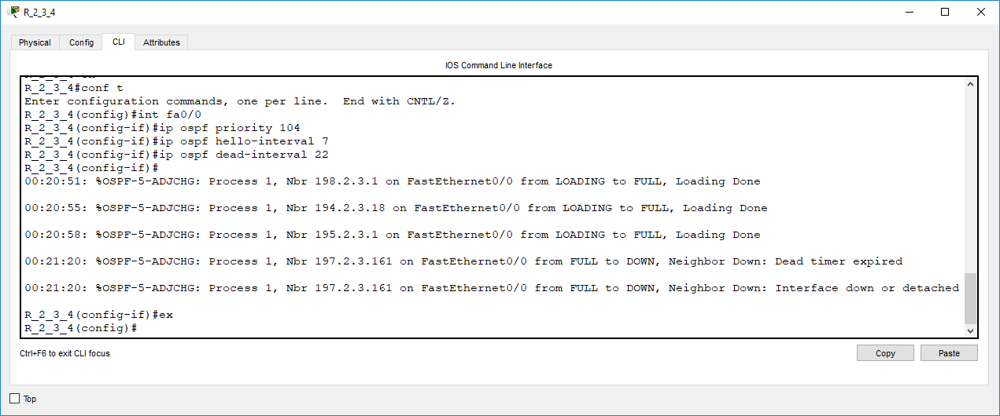 R_2_3_4
Physical Config CLI Attributes
IOS Command Line Interface
R_2_3_4#conf t
Enter configuration commands, one per line.  End with CNTL/Z.
R_2_3_4(config)#int fa0/0
R_2_3_4(config-if)#ip ospf priority 104
R_2_3_4(config-if)#ip ospf hello-interval 7
R_2_3_4(config-if)#ip ospf dead-interval 22
R_2_3_4(config-if)#
00:20:51: %OSPF-5-ADJCHG: Process 1, Nbr 198.2.3.1 on FastEthernet0/0 from LOADING to FULL, Loading Done
00:20:55: %OSPF-5-ADJCHG: Process 1, Nbr 194.2.3.18 on FastEthernet0/0 from LOADING to FULL, Loading Done
00:20:58: %OSPF-5-ADJCHG: Process 1, Nbr 195.2.3.1 on FastEthernet0/0 from LOADING to FULL, Loading Done
00:21:20: %OSPF-5-ADJCHG: Process 1, Nbr 197.2.3.161 on FastEthernet0/0 from FULL to DOWN, Neighbor Down: Dead timer expired
00:21:20: %OSPF-5-ADJCHG: Process 1, Nbr 197.2.3.161 on FastEthernet0/0 from FULL to DOWN, Neighbor Down: Interface down or detached
R_2_3_4(config-if)#ex
R_2_3_4(config)#
Ctrl+F6 to exit CLI focus
Copy Paste
Top